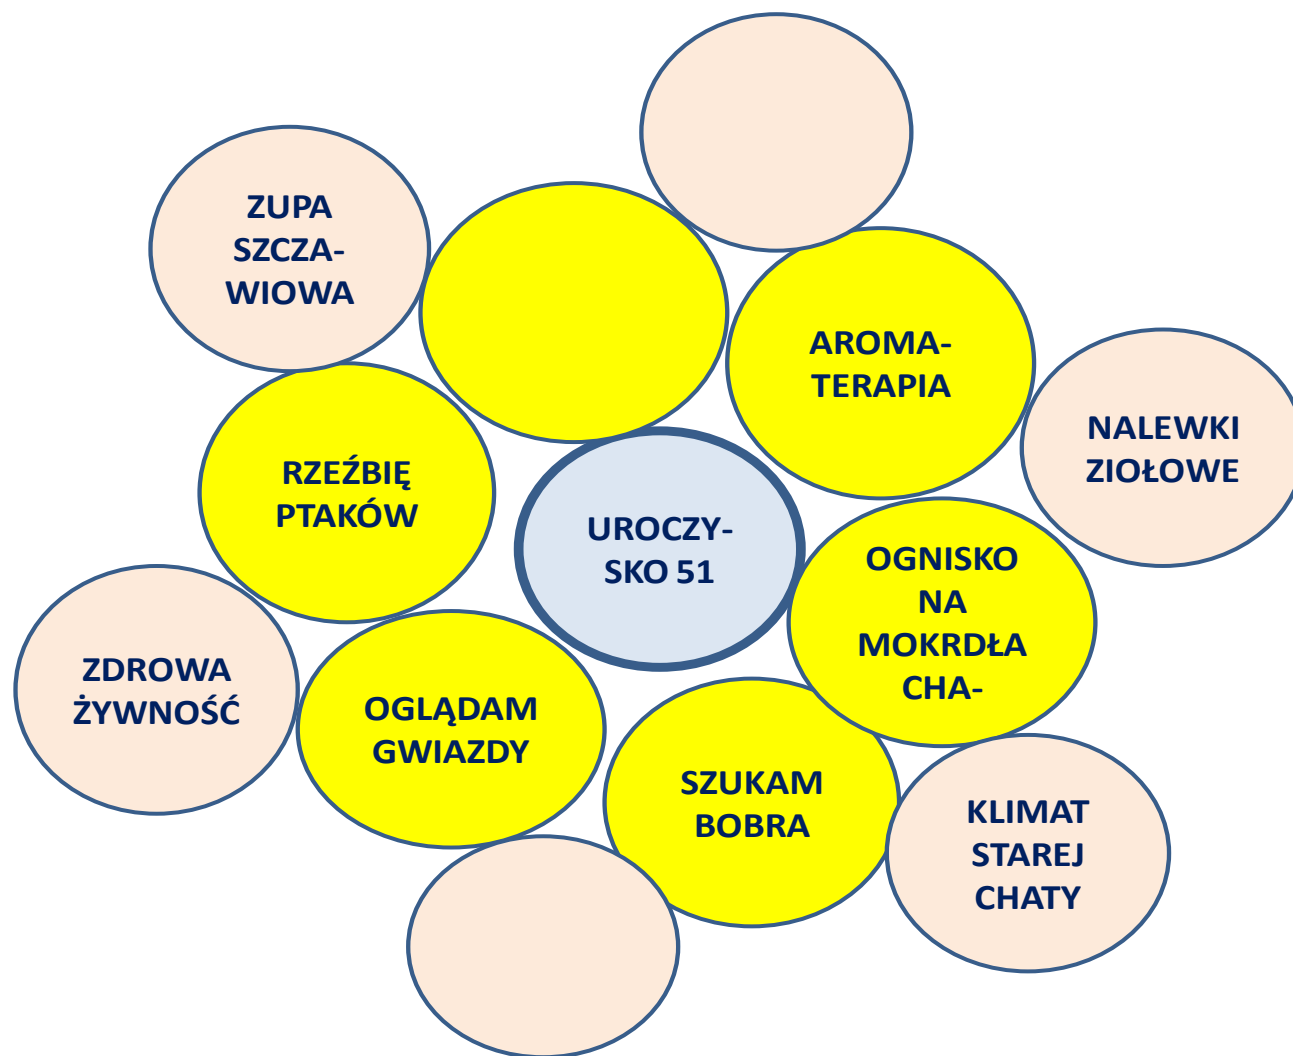 ZUPA
SZCZA-
WIOWA
AROMA-
TERAPIA
NALEWKI
ZIOŁOWE
RZEŹBIĘ
PTAKÓW
UROCZY-
SKO 51
OGNISKO
NA
MOKRDŁA
CHA-
ZDROWA
ŻYWNOŚĆ
OGLĄDAM
GWIAZDY
SZUKAM
BOBRA
KLIMAT
STAREJ
CHATY